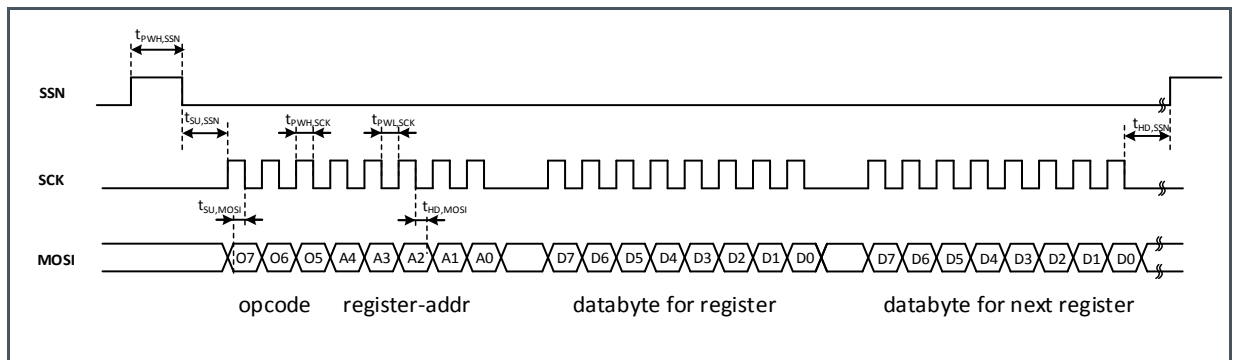 tPWH,SSN
SSN
tSU,SSN tPWH,SCK tPWL,SCK tHD,SSN
SCK
tSU,MOSI tHD,MOSI
MOSI O7 O6 O5 A4 A3 A2 A1 A0 D7 D6 D5 D4 D3 D2 D1 D0 D7 D6 D5 D4 D3 D2 D1 D0
opcode register-addr databyte for register databyte for next register